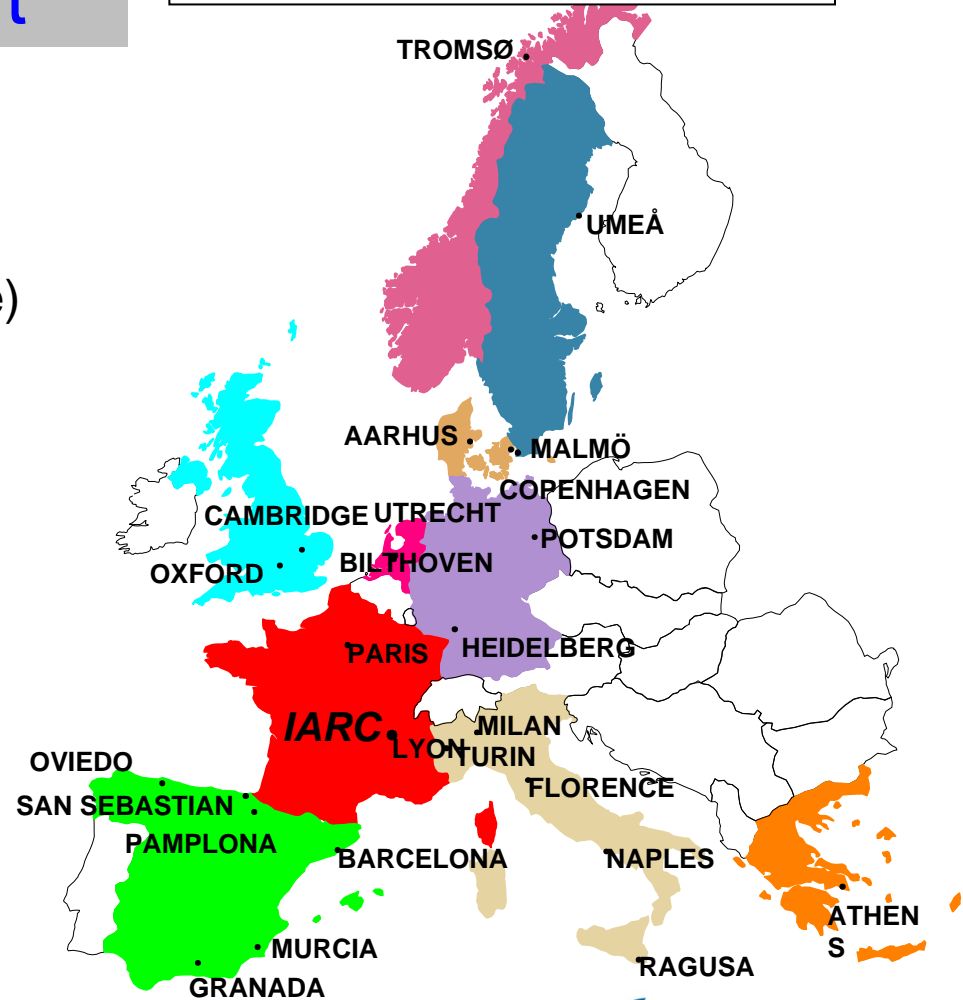 t
TROMSØ
UMEÅ
e)
AARHUS
MALMÖ
COPENHAGEN
CAMBRIDGE UTRECHT
POTSDAM
BILTHOVEN
OXFORD
PARIS
HEIDELBERG
IARC
MILAN
LYON
TURIN
OVIEDO
FLORENCE
SAN SEBASTIAN
PAMPLONA
BARCELONA
NAPLES
ATHEN
S
MURCIA
RAGUSA
GRANADA